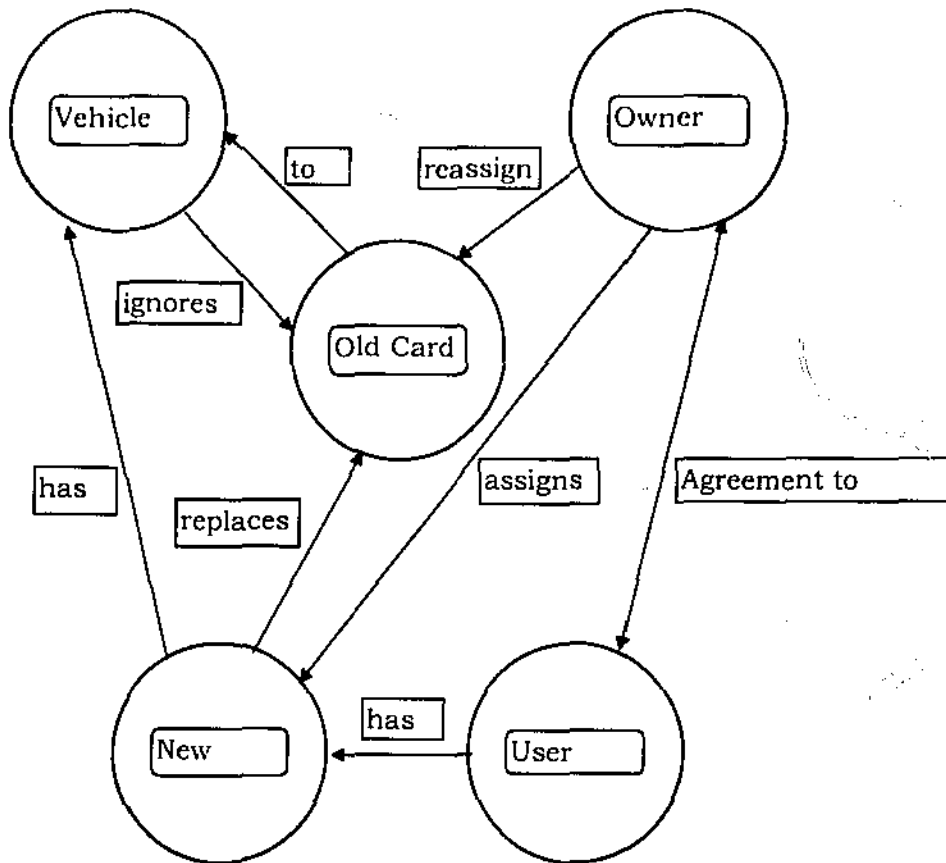 Vehicle
Owner
to
reassign
ignores
Old Card
has
replaces
assigns
Agreement to
has
New
User